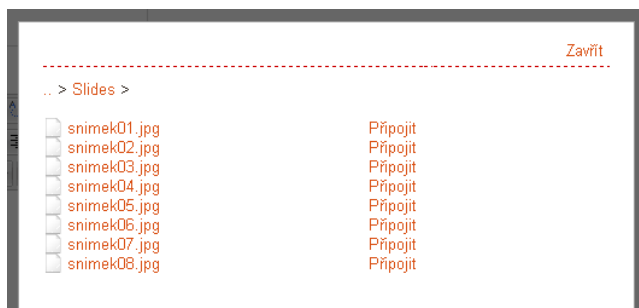 Zavřít
.. > Slides >
snimek01.jpg Připojit
snimek02.jpg Připojit
snimek03.jpg Připojit
snimek04.jpg Připojit
snimek05.jpg Připojit
snimek06.jpg Připojit
snimek07.jpg Připojit
snimek08.jpg Připojit